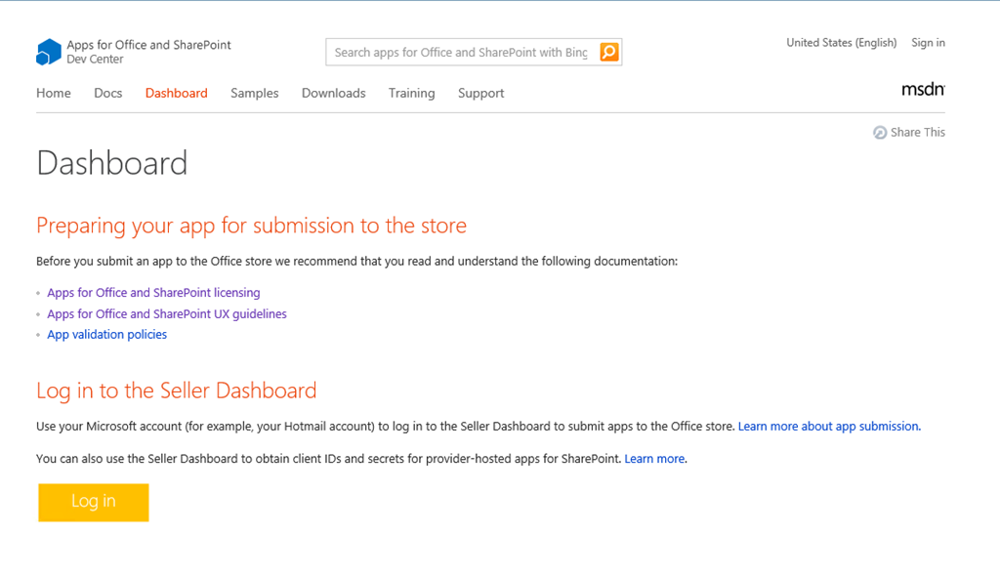 Apps for Office and SharePoint
Dev Center
Search apps for Office and SharePoint with Bing
United States (English) Sign in
Home Docs Dashboard Samples Downloads Training Support
msdn
Share This
Dashboard
Preparing your app for submission to the store
Before you submit an app to the Office store we recommend that you read and understand the following documentation:
Apps for Office and SharePoint licensing
Apps for Office and SharePoint UX guidelines
App validation policies
Log in to the Seller Dashboard
Use your Microsoft account (for example, your Hotmail account) to log in to the Seller Dashboard to submit apps to the Office store. Learn more about app submission.
You can also use the Seller Dashboard to obtain client IDs and secrets for provider-hosted apps for SharePoint. Learn more.
Log in